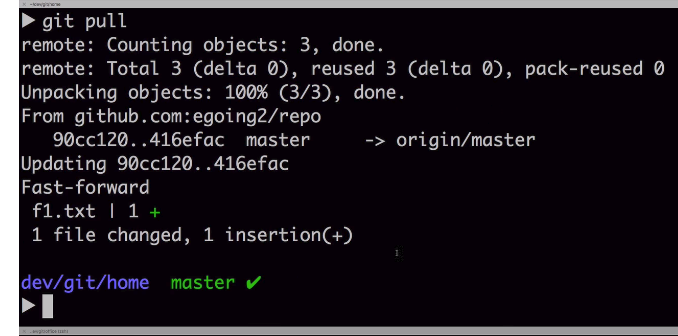 ▶ git pull
remote: Counting objects: 3, done.
remote: Total 3 (delta 0), reused 3 (delta 0), pack-reused 0
Unpacking objects: 100% (3/3), done.
From github.com:egoing2/repo
   90cc120..416efac  master     -> origin/master
Updating 90cc120..416efac
Fast-forward
 f1.txt | 1 +
 1 file changed, 1 insertion(+)
dev/git/home  master ✔
▶